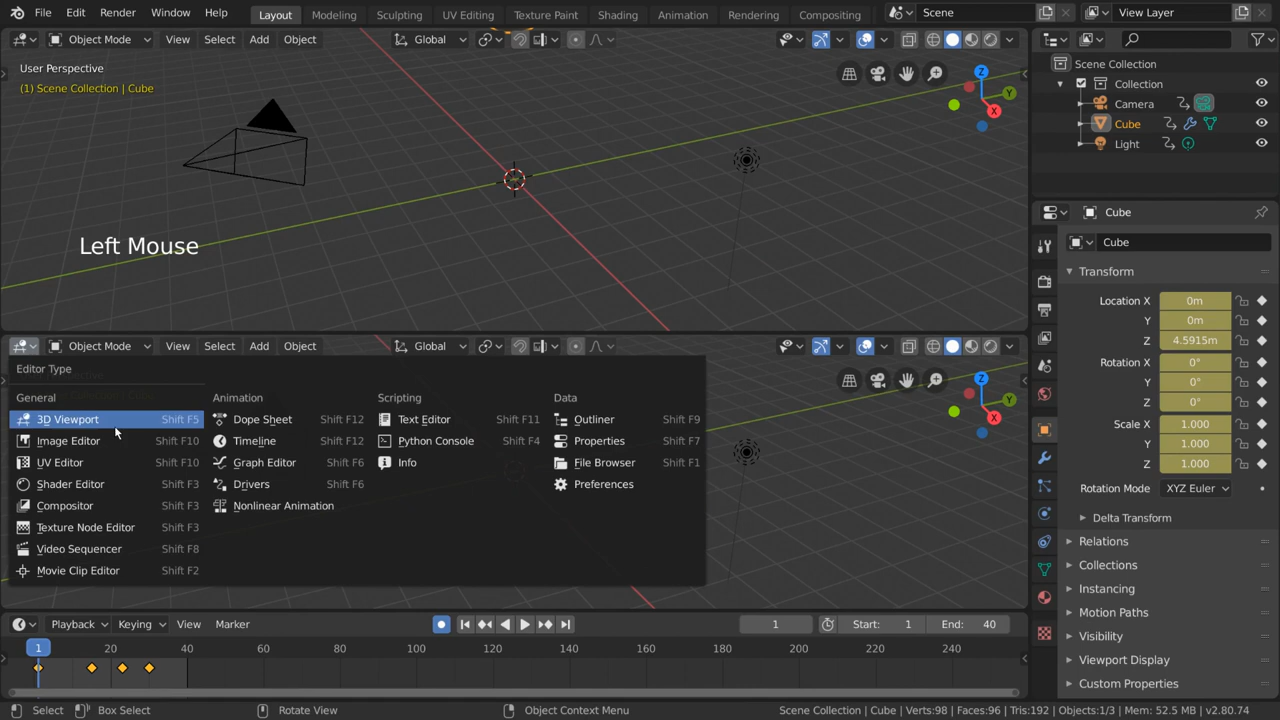 File Edit Render Window Help Layout Modeling Sculpting UV Editing Texture Paint Shading Animation Rendering Compositing Scene View Layer
Object Mode View Select Add Object Global
User Perspective
(1) Scene Collection | Cube
Z
Y
X
Left Mouse
Scene Collection
Collection
Camera
Cube
Light
Cube
Cube
Transform
Location X 0m
Y 0m
Z 4.5915m
Rotation X 0°
Y 0°
Z 0°
Scale X 1.000
Y 1.000
Z 1.000
Rotation Mode XYZ Euler
Delta Transform
Relations
Collections
Instancing
Motion Paths
Visibility
Viewport Display
Custom Properties
Object Mode View Select Add Object Global
Z
Y
X
Editor Type
General Animation Scripting Data
3D Viewport Shift F5 Dope Sheet Shift F12 Text Editor Shift F11 Outliner Shift F9
Image Editor Shift F10 Timeline Shift F12 Python Console Shift F4 Properties Shift F7
UV Editor Shift F10 Graph Editor Shift F6 Info File Browser Shift F1
Shader Editor Shift F3 Drivers Shift F6 Preferences
Compositor Shift F3 Nonlinear Animation
Texture Node Editor Shift F3
Video Sequencer Shift F8
Movie Clip Editor Shift F2
Playback Keying View Marker 1 Start: 1 End: 40
1 20 40 60 80 100 120 140 160 180 200 220 240
Select Box Select Rotate View Object Context Menu Scene Collection | Cube | Verts:98 | Faces:96 | Tris:192 | Objects:1/3 | Mem: 52.5 MB | v2.80.74